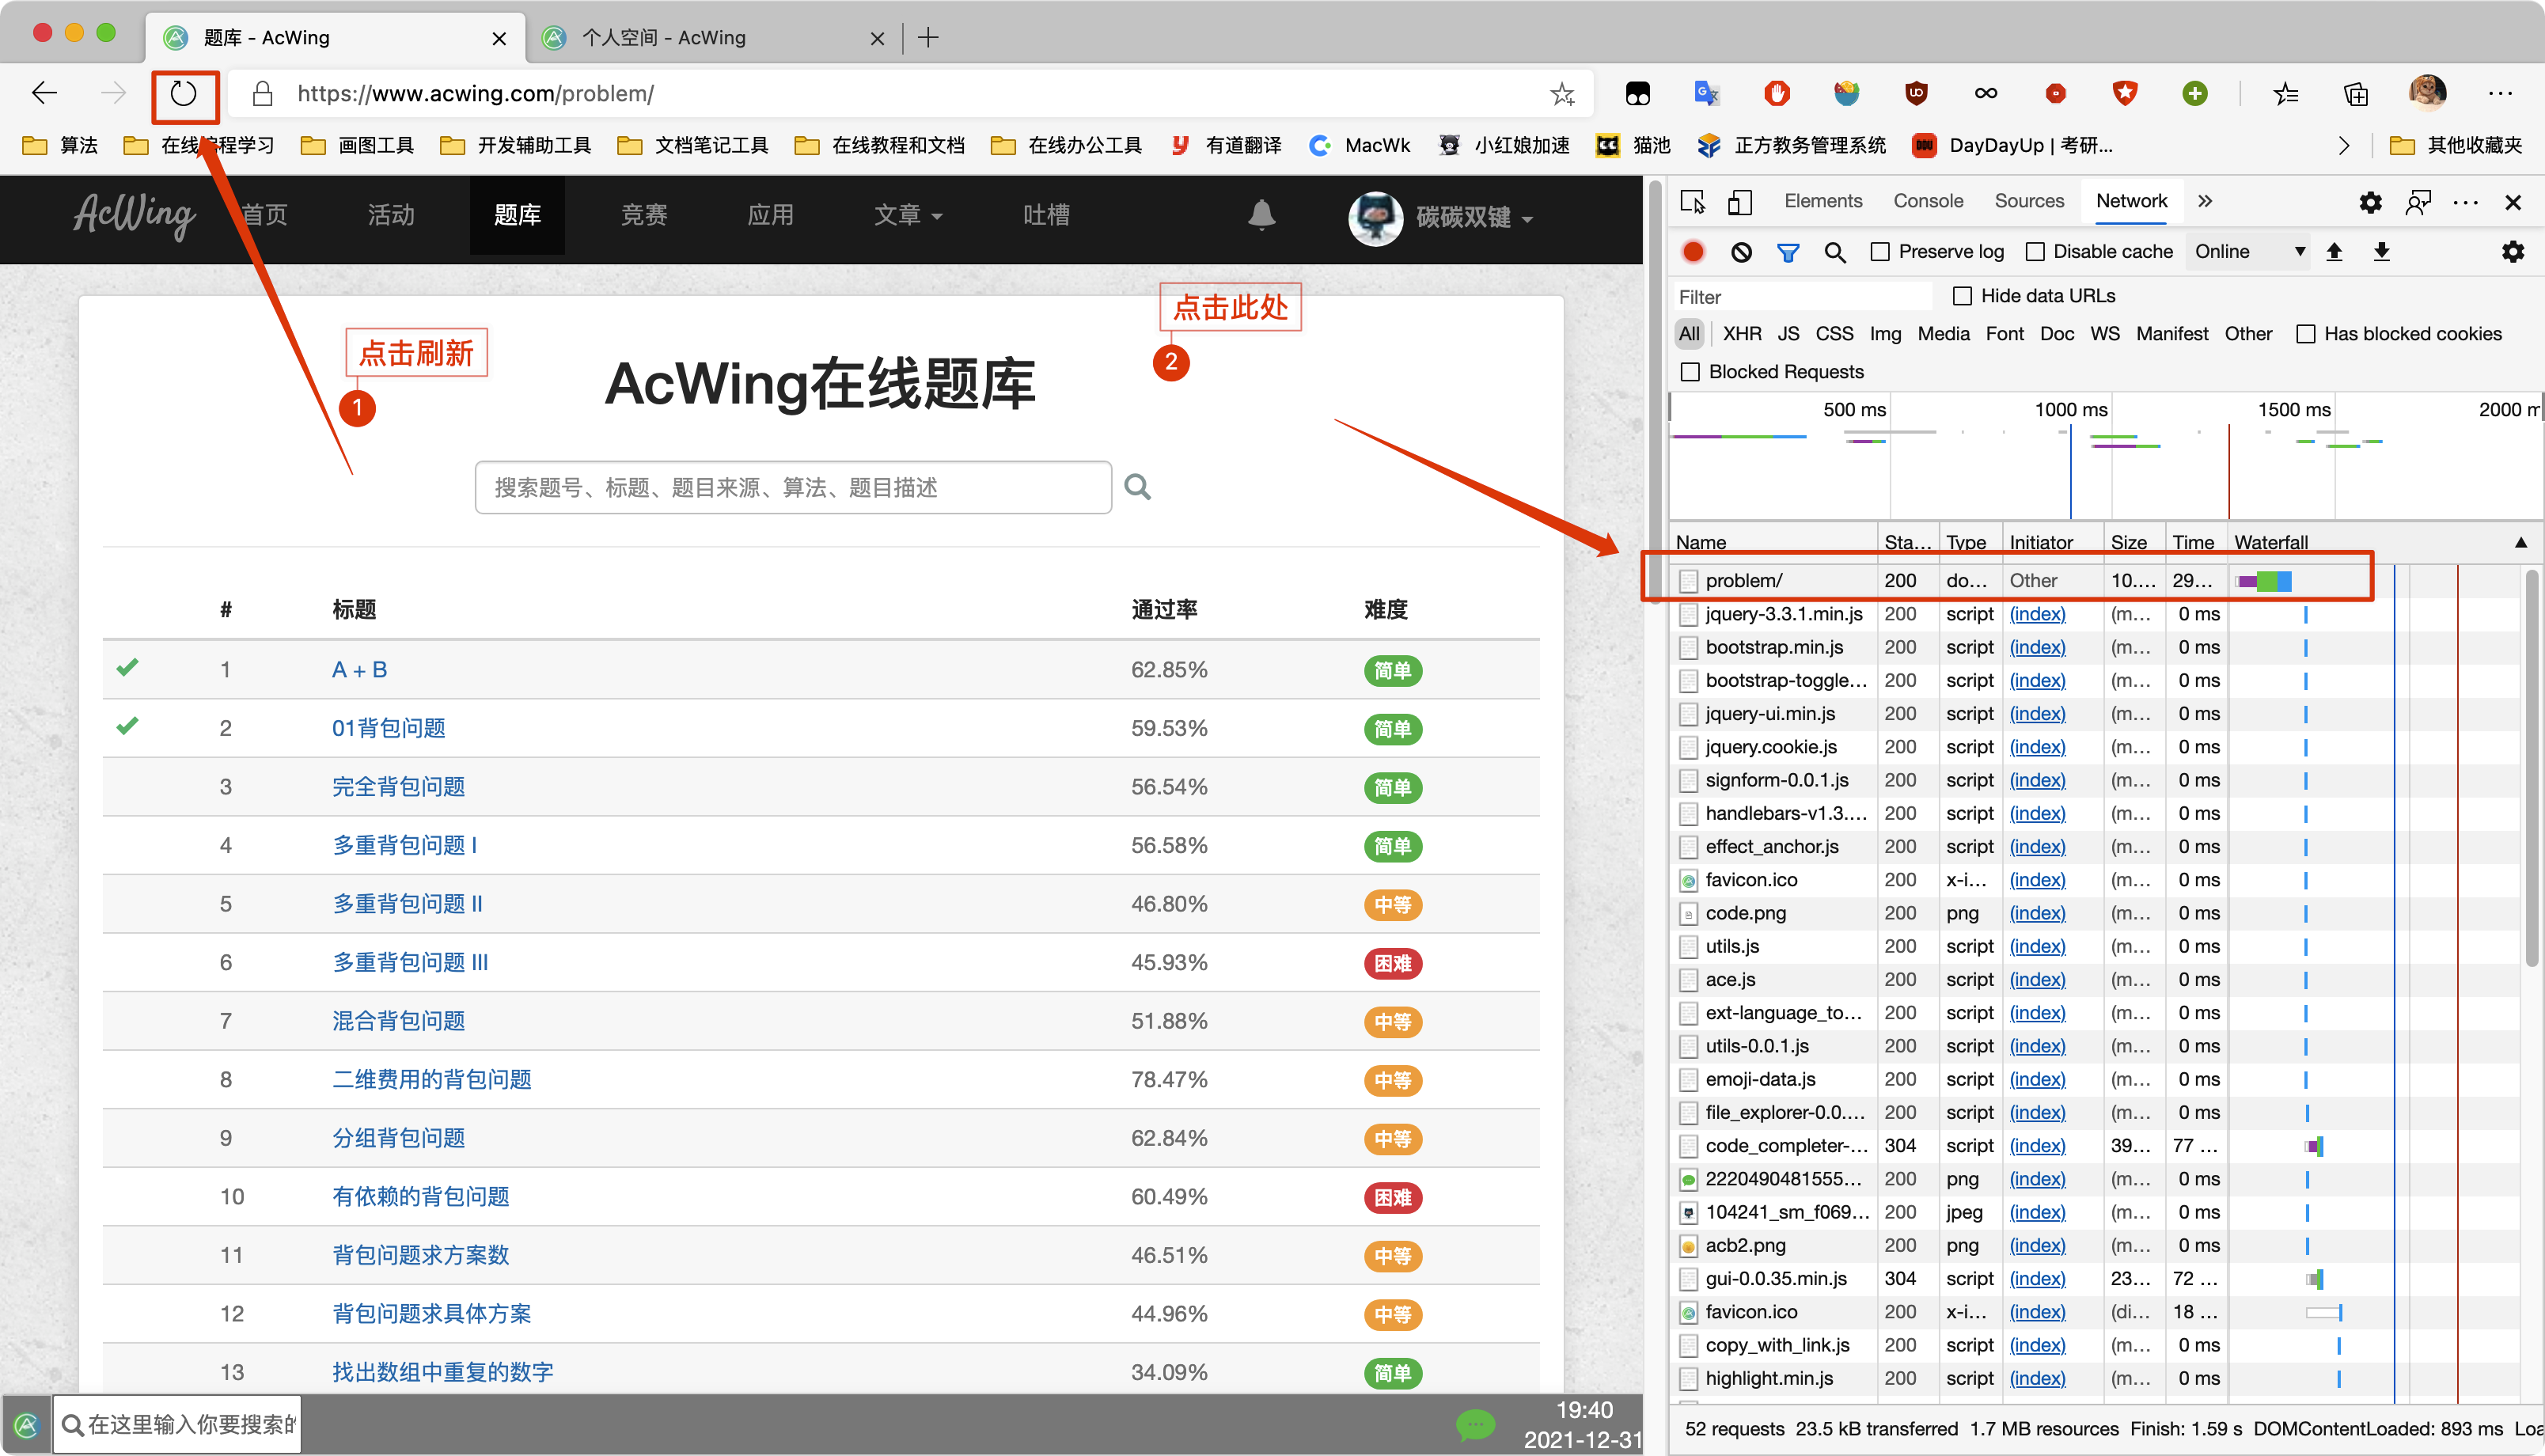 题库 - AcWing
个人空间 - AcWing
https://www.acwing.com/problem/
算法 在线编程学习 画图工具 开发辅助工具 文档笔记工具 在线教程和文档 在线办公工具 有道翻译 MacWk 小红娘加速 猫池 正方教务管理系统 DayDayUp | 考研... 其他收藏夹
AcWing 首页 活动 题库 竞赛 应用 文章 吐槽 碳碳双键
点击刷新
1
点击此处
2
AcWing在线题库
搜索题号、标题、题目来源、算法、题目描述
# 标题 通过率 难度
1 A + B 62.85% 简单
2 01背包问题 59.53% 简单
3 完全背包问题 56.54% 简单
4 多重背包问题 I 56.58% 简单
5 多重背包问题 II 46.80% 中等
6 多重背包问题 III 45.93% 困难
7 混合背包问题 51.88% 中等
8 二维费用的背包问题 78.47% 中等
9 分组背包问题 62.84% 中等
10 有依赖的背包问题 60.49% 困难
11 背包问题求方案数 46.51% 中等
12 背包问题求具体方案 44.96% 中等
13 找出数组中重复的数字 34.09% 简单
在这里输入你要搜索的
19:40
2021-12-31
Elements Console Sources Network
Preserve log Disable cache Online
Filter Hide data URLs
All XHR JS CSS Img Media Font Doc WS Manifest Other Has blocked cookies
Blocked Requests
500 ms 1000 ms 1500 ms 2000 m
Name Sta... Type Initiator Size Time Waterfall
problem/ 200 do... Other 10.... 29...
jquery-3.3.1.min.js 200 script (index) (m... 0 ms
bootstrap.min.js 200 script (index) (m... 0 ms
bootstrap-toggle... 200 script (index) (m... 0 ms
jquery-ui.min.js 200 script (index) (m... 0 ms
jquery.cookie.js 200 script (index) (m... 0 ms
signform-0.0.1.js 200 script (index) (m... 0 ms
handlebars-v1.3.... 200 script (index) (m... 0 ms
effect_anchor.js 200 script (index) (m... 0 ms
favicon.ico 200 x-i... (index) (m... 0 ms
code.png 200 png (index) (m... 0 ms
utils.js 200 script (index) (m... 0 ms
ace.js 200 script (index) (m... 0 ms
ext-language_to... 200 script (index) (m... 0 ms
utils-0.0.1.js 200 script (index) (m... 0 ms
emoji-data.js 200 script (index) (m... 0 ms
file_explorer-0.0.... 200 script (index) (m... 0 ms
code_completer-... 304 script (index) 39... 77 ...
2220490481555... 200 png (index) (m... 0 ms
104241_sm_f069... 200 jpeg (index) (m... 0 ms
acb2.png 200 png (index) (m... 0 ms
gui-0.0.35.min.js 304 script (index) 23... 72 ...
favicon.ico 200 x-i... (index) (di... 18 ...
copy_with_link.js 200 script (index) (m... 0 ms
highlight.min.js 200 script (index) (m... 0 ms
52 requests 23.5 kB transferred 1.7 MB resources Finish: 1.59 s DOMContentLoaded: 893 ms Loa